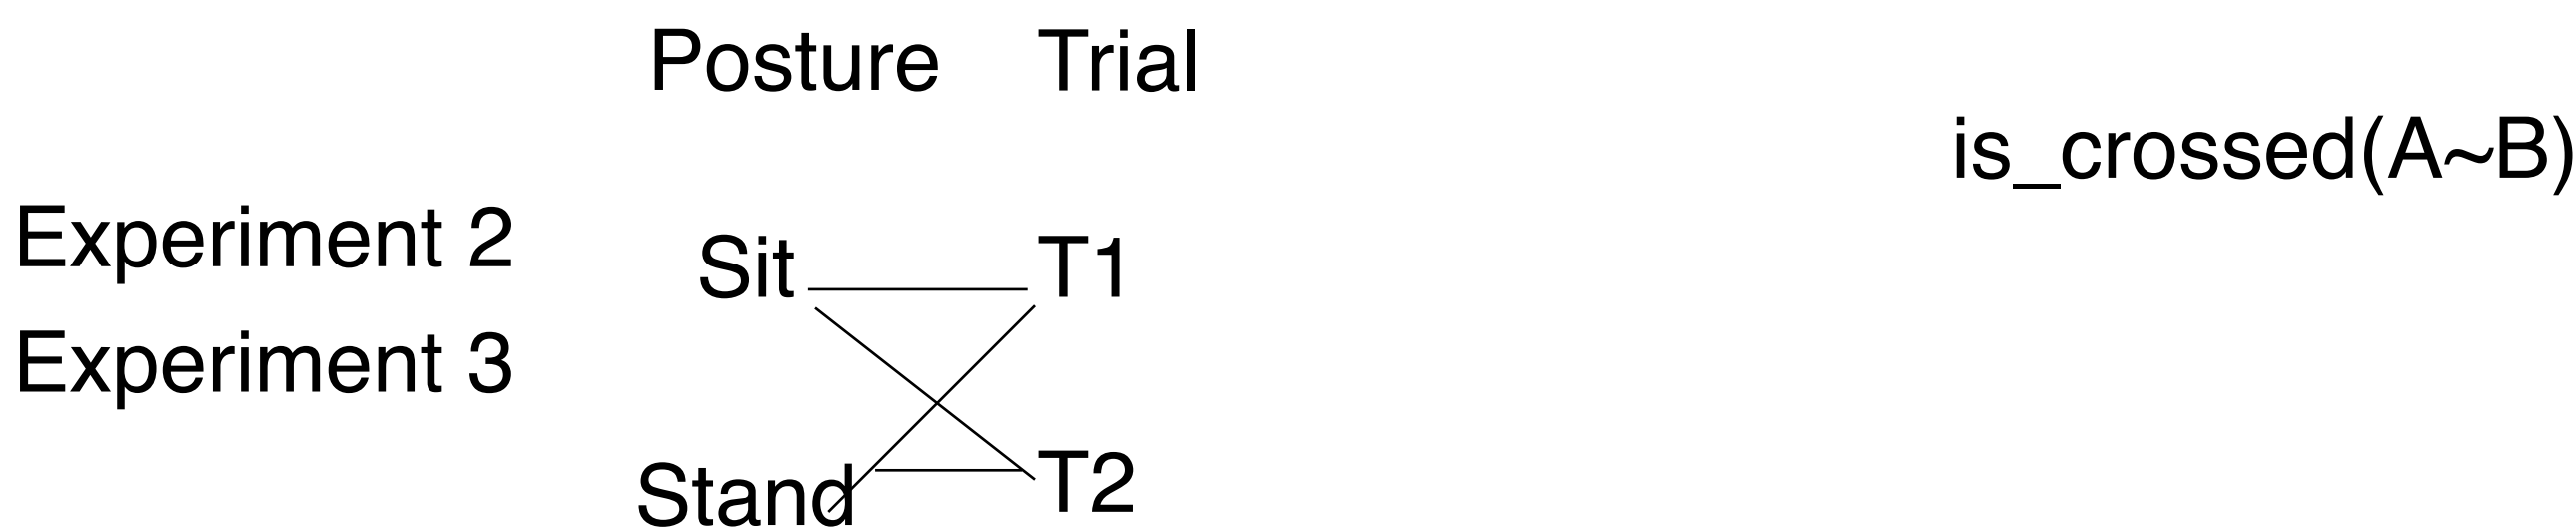 Posture Trial
is_crossed(A~B)
Experiment 2
Sit T1
Experiment 3
Stand T2